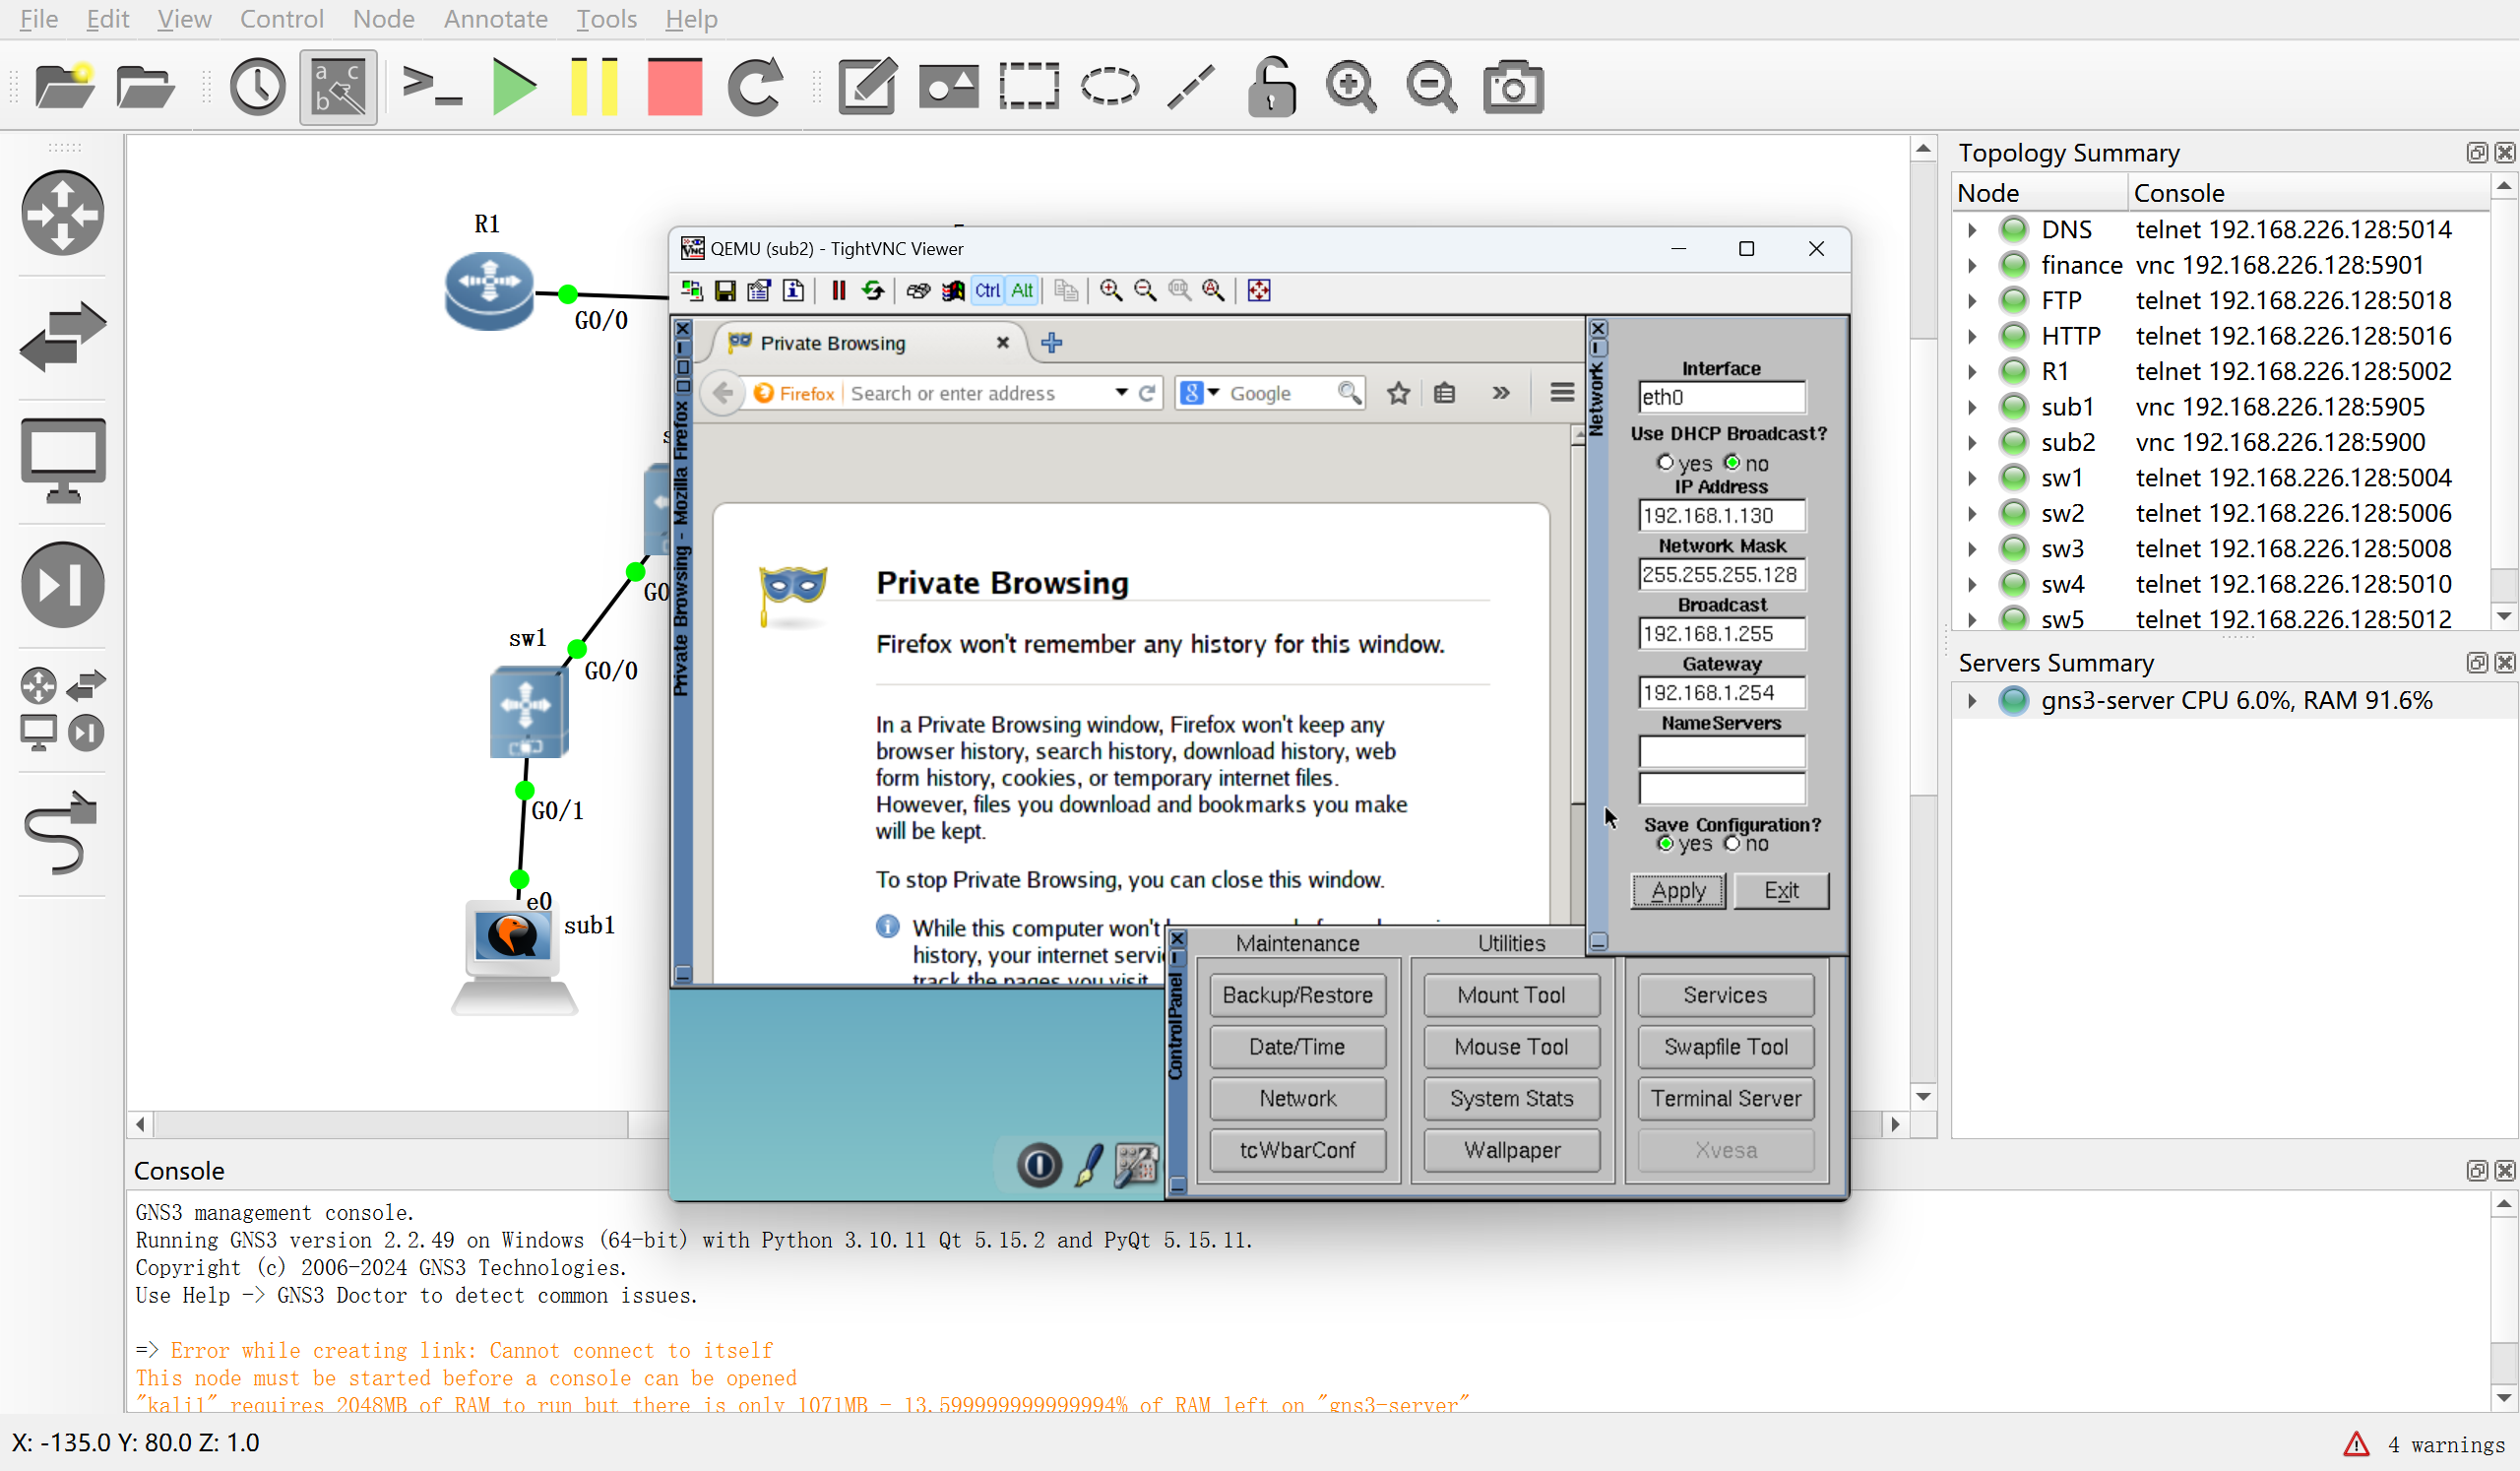 File Edit View Control Node Annotate Tools Help
R1
G0/0
sw1
G0/0
G0
G0/1
e0
sub1
QEMU (sub2) - TightVNC Viewer
Ctrl Alt
Private Browsing - Mozilla Firefox
Private Browsing
Firefox Search or enter address
Google
Private Browsing
Firefox won't remember any history for this window.
In a Private Browsing window, Firefox won't keep any
browser history, search history, download history, web
form history, cookies, or temporary internet files.
However, files you download and bookmarks you make
will be kept.
To stop Private Browsing, you can close this window.
While this computer won't
history, your internet servi
track the pages you visit
Network
Interface
eth0
Use DHCP Broadcast?
yes no
IP Address
192.168.1.130
Network Mask
255.255.255.128
Broadcast
192.168.1.255
Gateway
192.168.1.254
NameServers
Save Configuration?
yes no
Apply Exit
ControlPanel
Maintenance Utilities
Backup/Restore Mount Tool Services
Date/Time Mouse Tool Swapfile Tool
Network System Stats Terminal Server
tcWbarConf Wallpaper Xvesa
Topology Summary
Node Console
DNS telnet 192.168.226.128:5014
finance vnc 192.168.226.128:5901
FTP telnet 192.168.226.128:5018
HTTP telnet 192.168.226.128:5016
R1 telnet 192.168.226.128:5002
sub1 vnc 192.168.226.128:5905
sub2 vnc 192.168.226.128:5900
sw1 telnet 192.168.226.128:5004
sw2 telnet 192.168.226.128:5006
sw3 telnet 192.168.226.128:5008
sw4 telnet 192.168.226.128:5010
sw5 telnet 192.168.226.128:5012
Servers Summary
gns3-server CPU 6.0%, RAM 91.6%
Console
GNS3 management console.
Running GNS3 version 2.2.49 on Windows (64-bit) with Python 3.10.11 Qt 5.15.2 and PyQt 5.15.11.
Copyright (c) 2006-2024 GNS3 Technologies.
Use Help -> GNS3 Doctor to detect common issues.
=> Error while creating link: Cannot connect to itself
This node must be started before a console can be opened
"kali1" requires 2048MB of RAM to run but there is only 1071MB - 13.599999999999994% of RAM left on "gns3-server"
X: -135.0 Y: 80.0 Z: 1.0
4 warnings